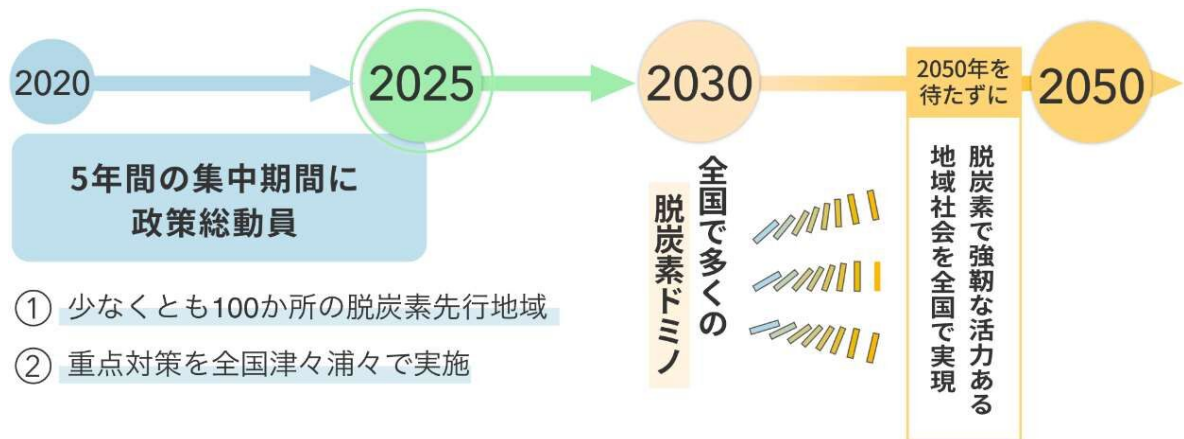 2020
2025
2030
2050年を
待たずに
2050
5年間の集中期間に
政策総動員
① 少なくとも100か所の脱炭素先行地域
② 重点対策を全国津々浦々で実施
全国で多くの
脱炭素ドミノ
脱炭素で強靭な活力ある
地域社会を全国で実現